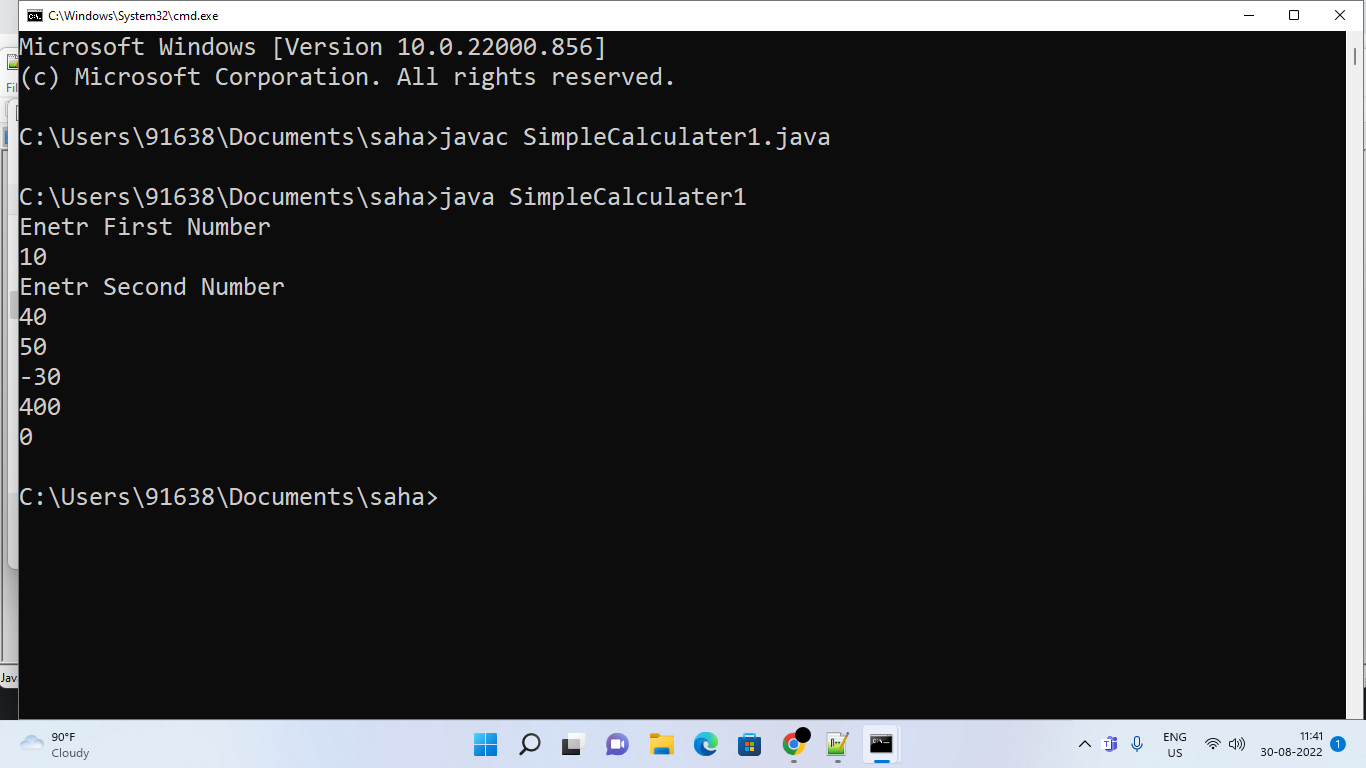 C:\Windows\System32\cmd.exe
Microsoft Windows [Version 10.0.22000.856]
(c) Microsoft Corporation. All rights reserved.
C:\Users\91638\Documents\saha>javac SimpleCalculater1.java
C:\Users\91638\Documents\saha>java SimpleCalculater1
Enetr First Number
10
Enetr Second Number
40
50
-30
400
0
C:\Users\91638\Documents\saha>
90°F
Cloudy
ENG
US
11:41
30-08-2022
1